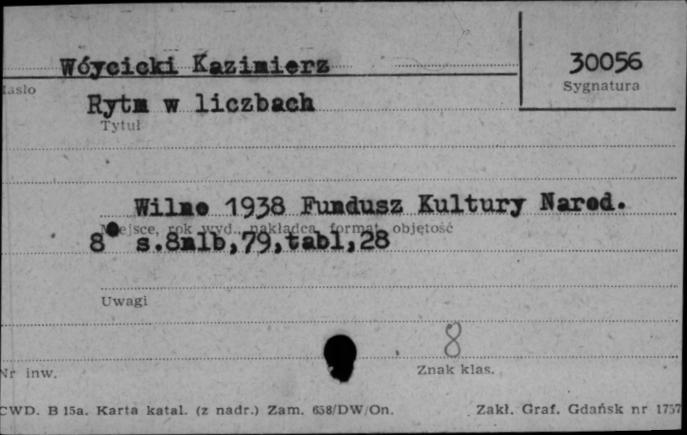 Wóycicki Kazimierz
30056
Hasło
Sygnatura
Rytm w liczbach
Tytuł
Wilno 1938 Fundusz Kultury Narod.
Miejsce, rok wyd., nakładca, format, objętość
8° s.8nlb,79,tabl,28
Uwagi
8
Nr inw.
Znak klas.
CWD. B 15a. Karta katal. (z nadr.) Zam. 638/DW/On.
Zakł. Graf. Gdańsk nr 1757